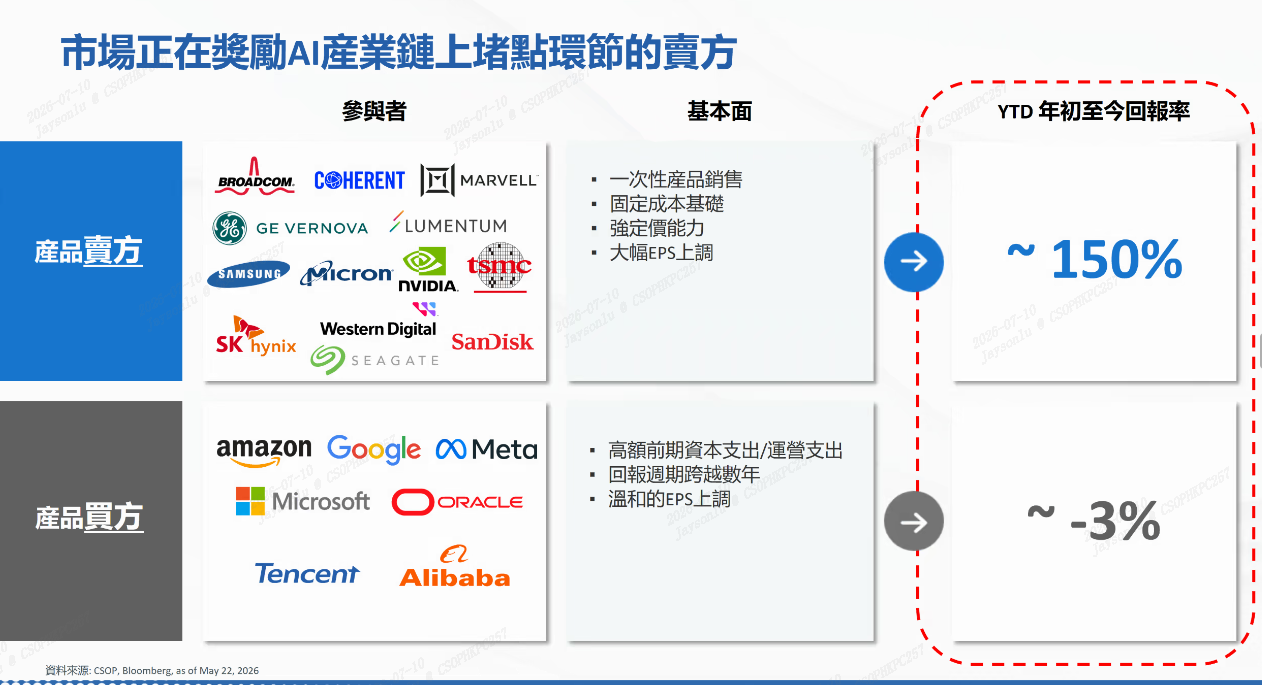 市場正在獎勵AI產業鏈上堵點環節的賣方
參與者
基本面
YTD 年初至今回報率
產品賣方
BROADCOM
COHERENT
MARVELL
GE VERNOVA
LUMENTUM
SAMSUNG
Micron
NVIDIA
tsmc
SK hynix
Western Digital
SanDisk
SEAGATE
▪ 一次性產品銷售
▪ 固定成本基礎
▪ 強定價能力
▪ 大幅EPS上調
~ 150%
產品買方
amazon
Google
Meta
Microsoft
ORACLE
Tencent
Alibaba
▪ 高額前期資本支出/運營支出
▪ 回報週期跨越數年
▪ 溫和的EPS上調
~ -3%
資料來源: CSOP, Bloomberg, as of May 22, 2026
2026-07-10
Jaysonlu @ CSOPHKPC257